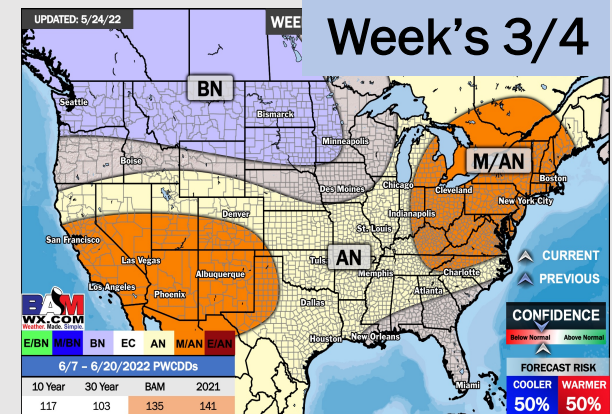 UPDATED: 5/24/22
WEE
Week's 3/4
BN
Seattle
Bismarck
Minneapolis
Boise
M/AN
Boston
Des Moines
Chicago
Cleveland
New York City
Denver
Indianapolis
St. Louis
San Francisco
Las Vegas
AN
Tuls
Memphis
Charlotte
CURRENT
Albuquerque
PREVIOUS
Los Angeles
Phoenix
Atlanta
Dallas
BAM
WX.COM
Weather. Made. Simple.
CONFIDENCE
Below Normal
Above Normal
Houston
New Orleans
E/BN
M/BN
BN
EC
AN
M/AN
E/AN
6/7 – 6/20/2022 PWCDDs
FORECAST RISK
10 Year
30 Year
BAM
2021
Miami
COOLER
WARMER
117
103
135
141
50%
50%